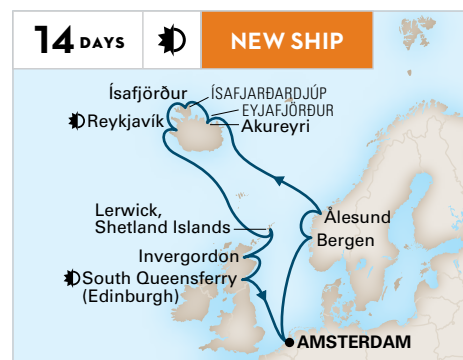 14 DAYS
NEW SHIP
Ísafjörður
ÍSAFJARÐARDJÚP
EYJAFJÖRÐUR
Reykjavík
Akureyri
Lerwick,
Shetland Islands
Ålesund
Bergen
Invergordon
South Queensferry
(Edinburgh)
AMSTERDAM